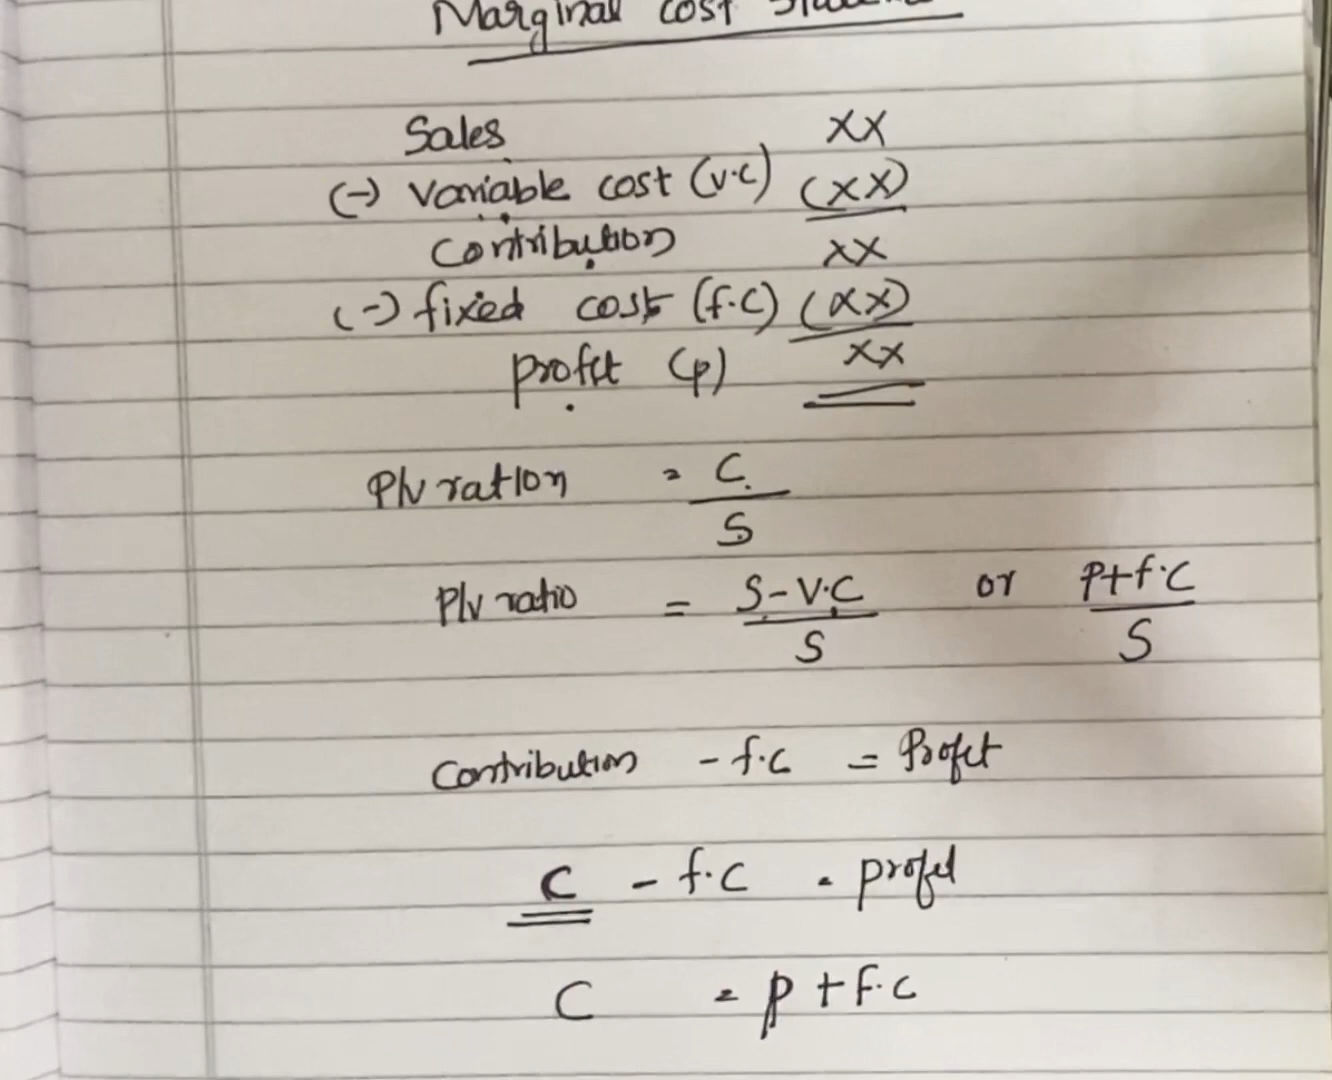 Marginal cost
Sales xx
(-) variable cost (v.c) (xx)
Contribution xx
(-) fixed cost (f.c) (xx)
profit (p) xx
P/v ration = C
S
P/v ratio = S-V.C or P+f.C
S S
Contribution - f.c = Profit
C - f.c = profit
C = p + f.c